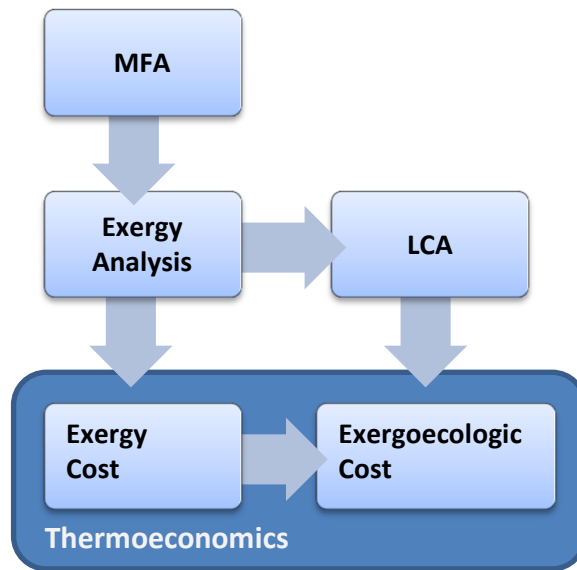 MFA
Exergy
Analysis
LCA
Exergy
Cost
Exergoecologic
Cost
Thermoeconomics